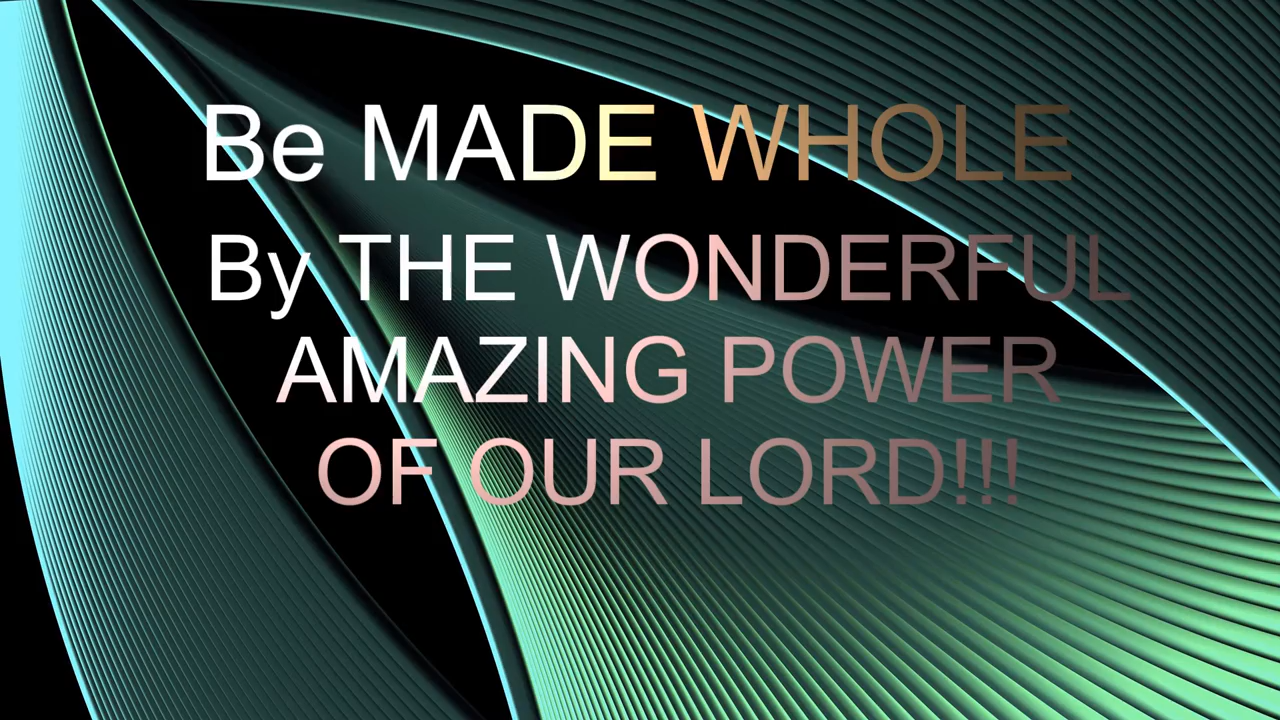 Be MADE WHOLE
By THE WONDERFUL
AMAZING POWER
OF OUR LORD!!!